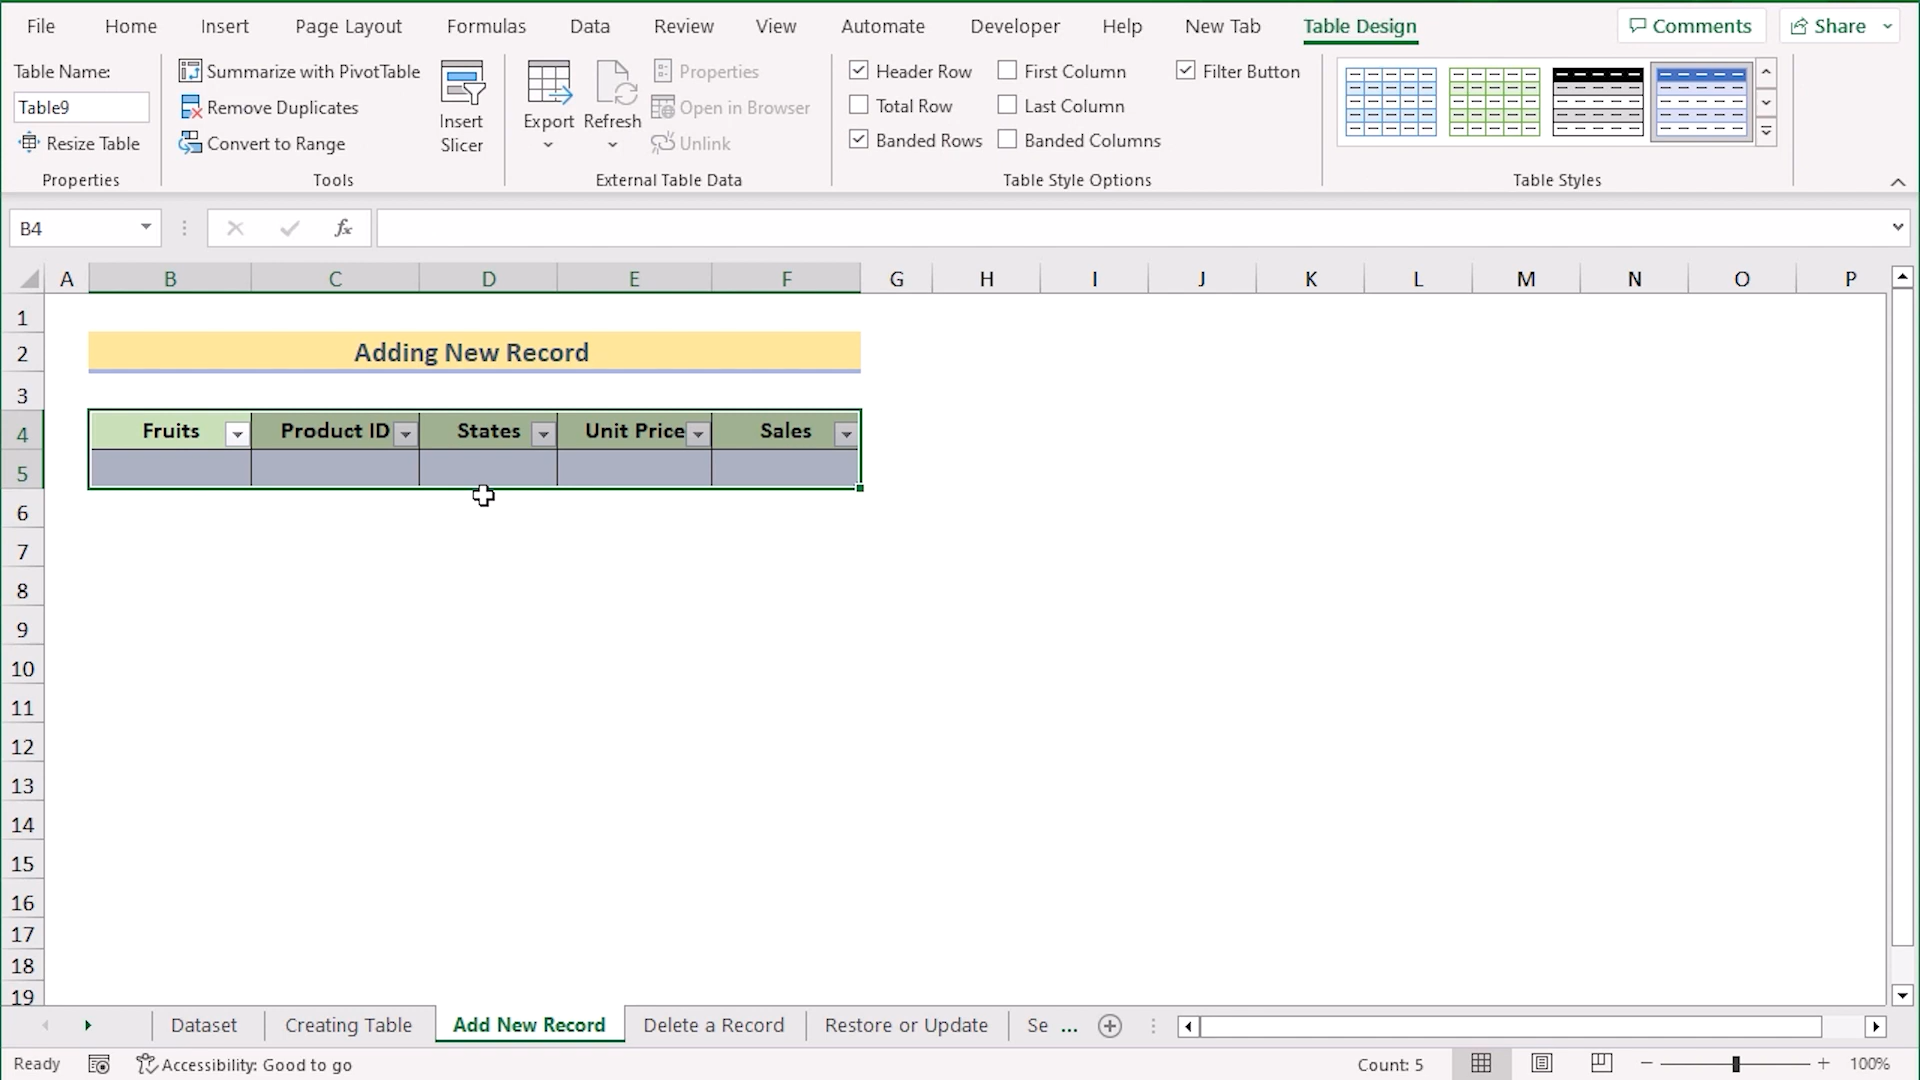 File Home Insert Page Layout Formulas Data Review View Automate Developer Help New Tab Table Design Comments Share
Table Name:
Table9
Resize Table
Properties
Summarize with PivotTable
Remove Duplicates
Convert to Range
Insert
Slicer
Tools
Export
Refresh
Properties
Open in Browser
Unlink
External Table Data
Header Row
First Column
Filter Button
Total Row
Last Column
Banded Rows
Banded Columns
Table Style Options
Table Styles
B4
fx
A B C D E F G H I J K L M N O P
1
2 Adding New Record
3
4 Fruits Product ID States Unit Price Sales
5
6
7
8
9
10
11
12
13
14
15
16
17
18
19
Dataset Creating Table Add New Record Delete a Record Restore or Update Se ...
Ready Accessibility: Good to go Count: 5 100%